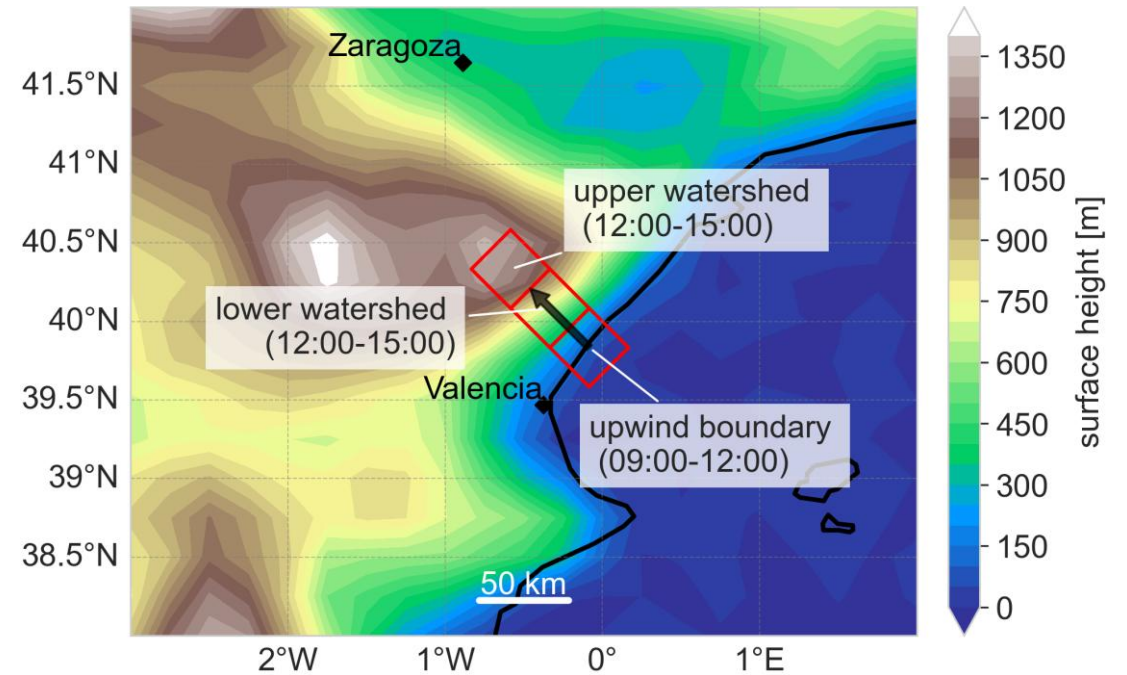 Zaragoza
41.5°N
41°N
40.5°N
40°N
39.5°N
39°N
38.5°N
upper watershed
(12:00-15:00)
lower watershed
(12:00-15:00)
Valencia
upwind boundary
(09:00-12:00)
50 km
2°W
1°W
0°
1°E
1350
1200
1050
900
750
600
450
300
150
0
surface height [m]